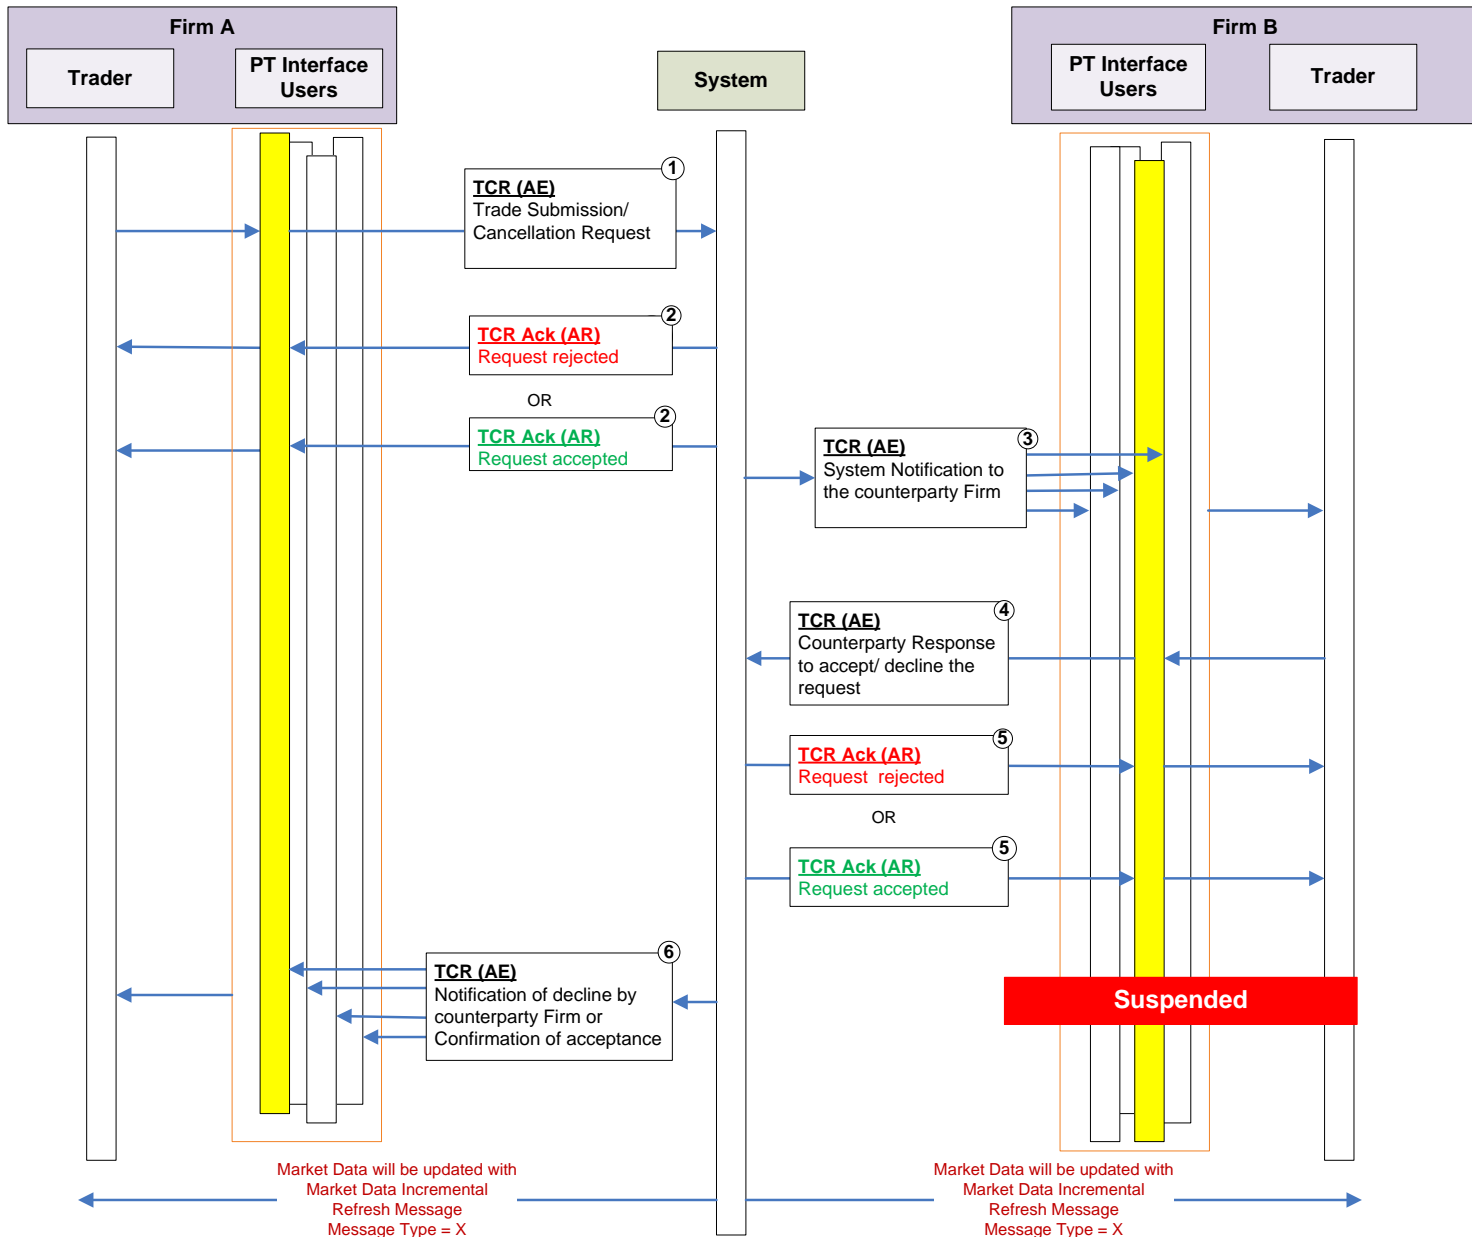 Firm A
Trader
PT Interface
Users
System
Firm B
PT Interface
Users
Trader
1
TCR (AE)
Trade Submission/
Cancellation Request
2
TCR Ack (AR)
Request rejected
OR
2
TCR Ack (AR)
Request accepted
3
TCR (AE)
System Notification to
the counterparty Firm
4
TCR (AE)
Counterparty Response
to accept/ decline the
request
5
TCR Ack (AR)
Request  rejected
OR
5
TCR Ack (AR)
Request accepted
6
TCR (AE)
Notification of decline by
counterparty Firm or
Confirmation of acceptance
Suspended
Market Data will be updated with
Market Data Incremental
Refresh Message
Message Type = X
Market Data will be updated with
Market Data Incremental
Refresh Message
Message Type = X